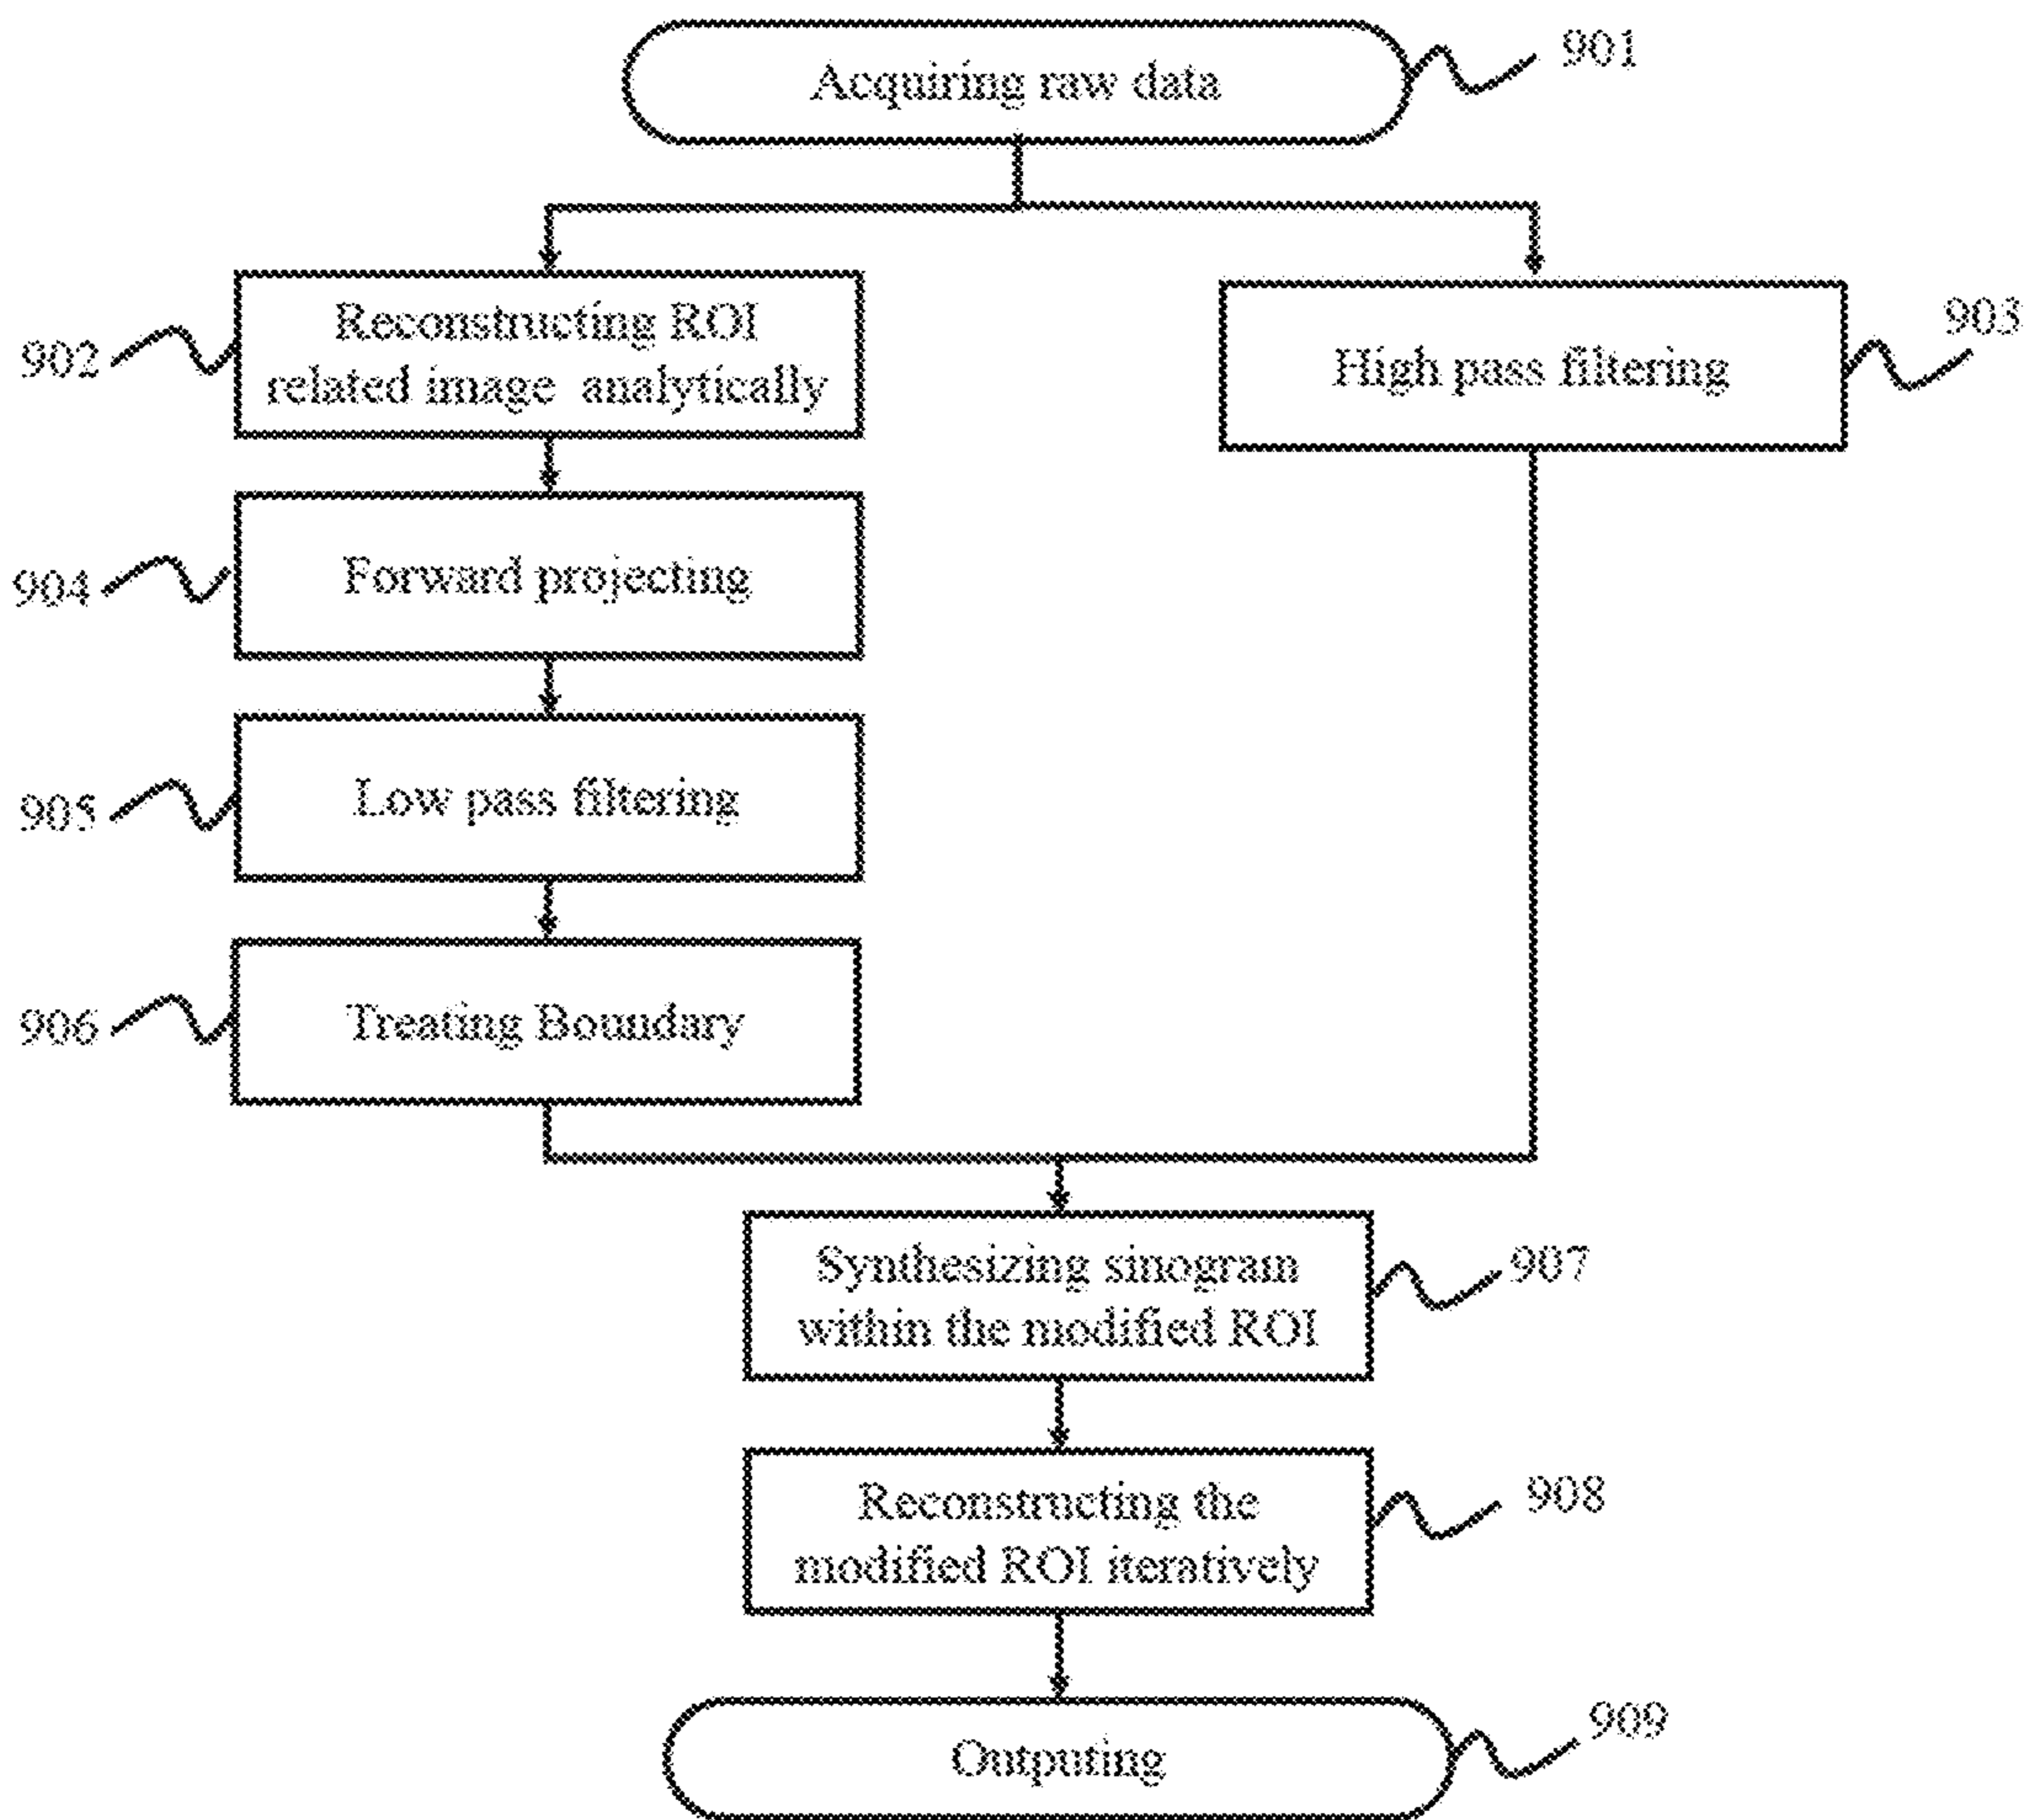 Acquiring raw data
901
Reconstructing ROI
related image analytically
902
High pass filtering
903
Forward projecting
904
Low pass filtering
905
Treating Boundary
906
Synthesizing sinogram
within the modified ROI
907
Reconstructing the
modified ROI iteratively
908
Outputing
909